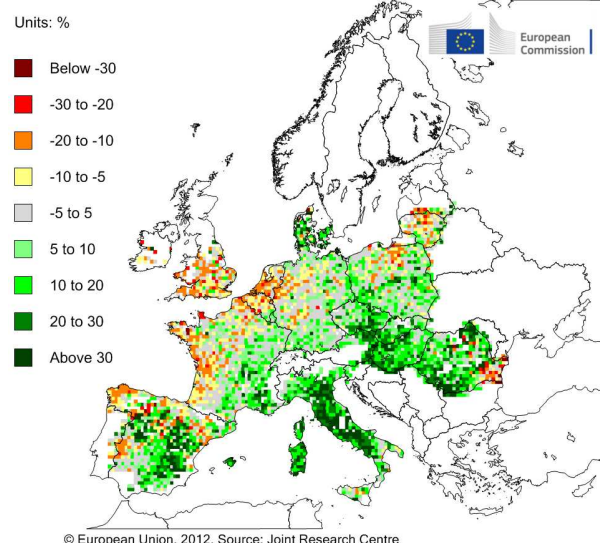 Units: %
European
Commission
Below -30
-30 to -20
-20 to -10
-10 to -5
-5 to 5
5 to 10
10 to 20
20 to 30
Above 30
© European Union, 2012. Source: Joint Research Centre